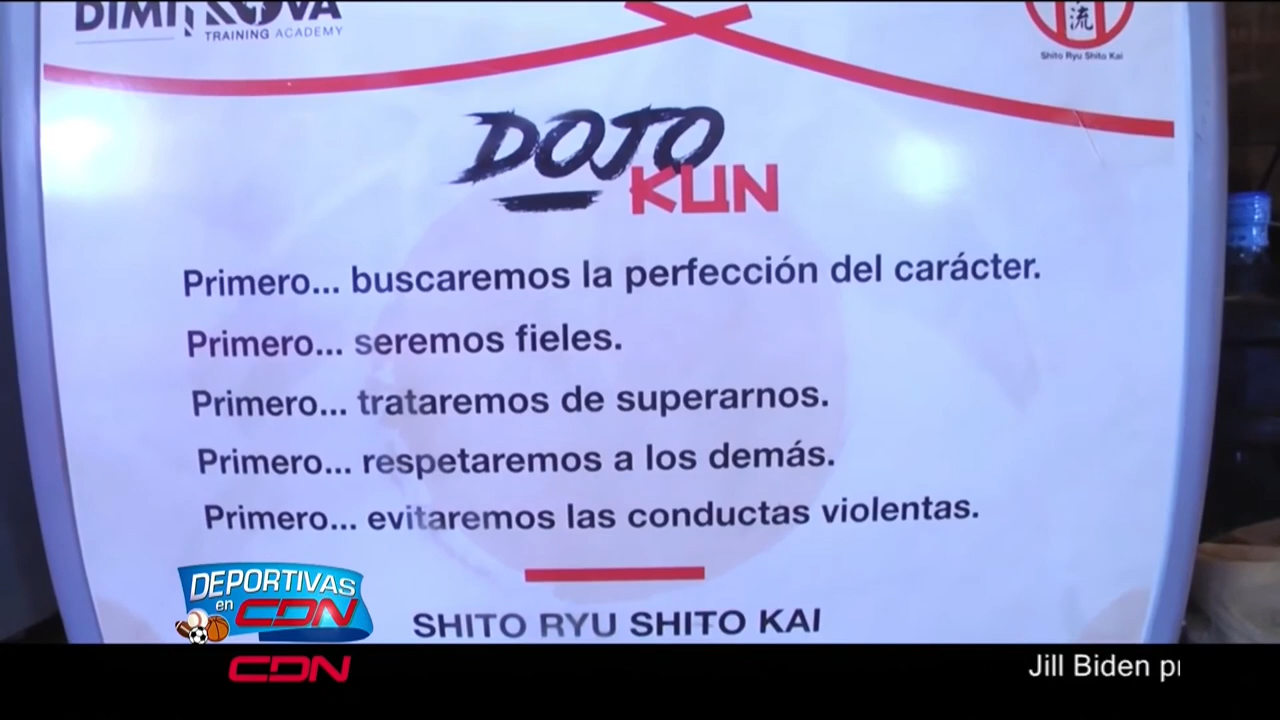 TRAINING ACADEMY
流
Shito Ryu Shito Kai
DOJO
KUN
Primero... buscaremos la perfección del carácter.
Primero... seremos fieles.
Primero... trataremos de superarnos.
Primero... respetaremos a los demás.
Primero... evitaremos las conductas violentas.
SHITO RYU SHITO KAI
DEPORTIVAS
en
CDN
CDN
Jill Biden